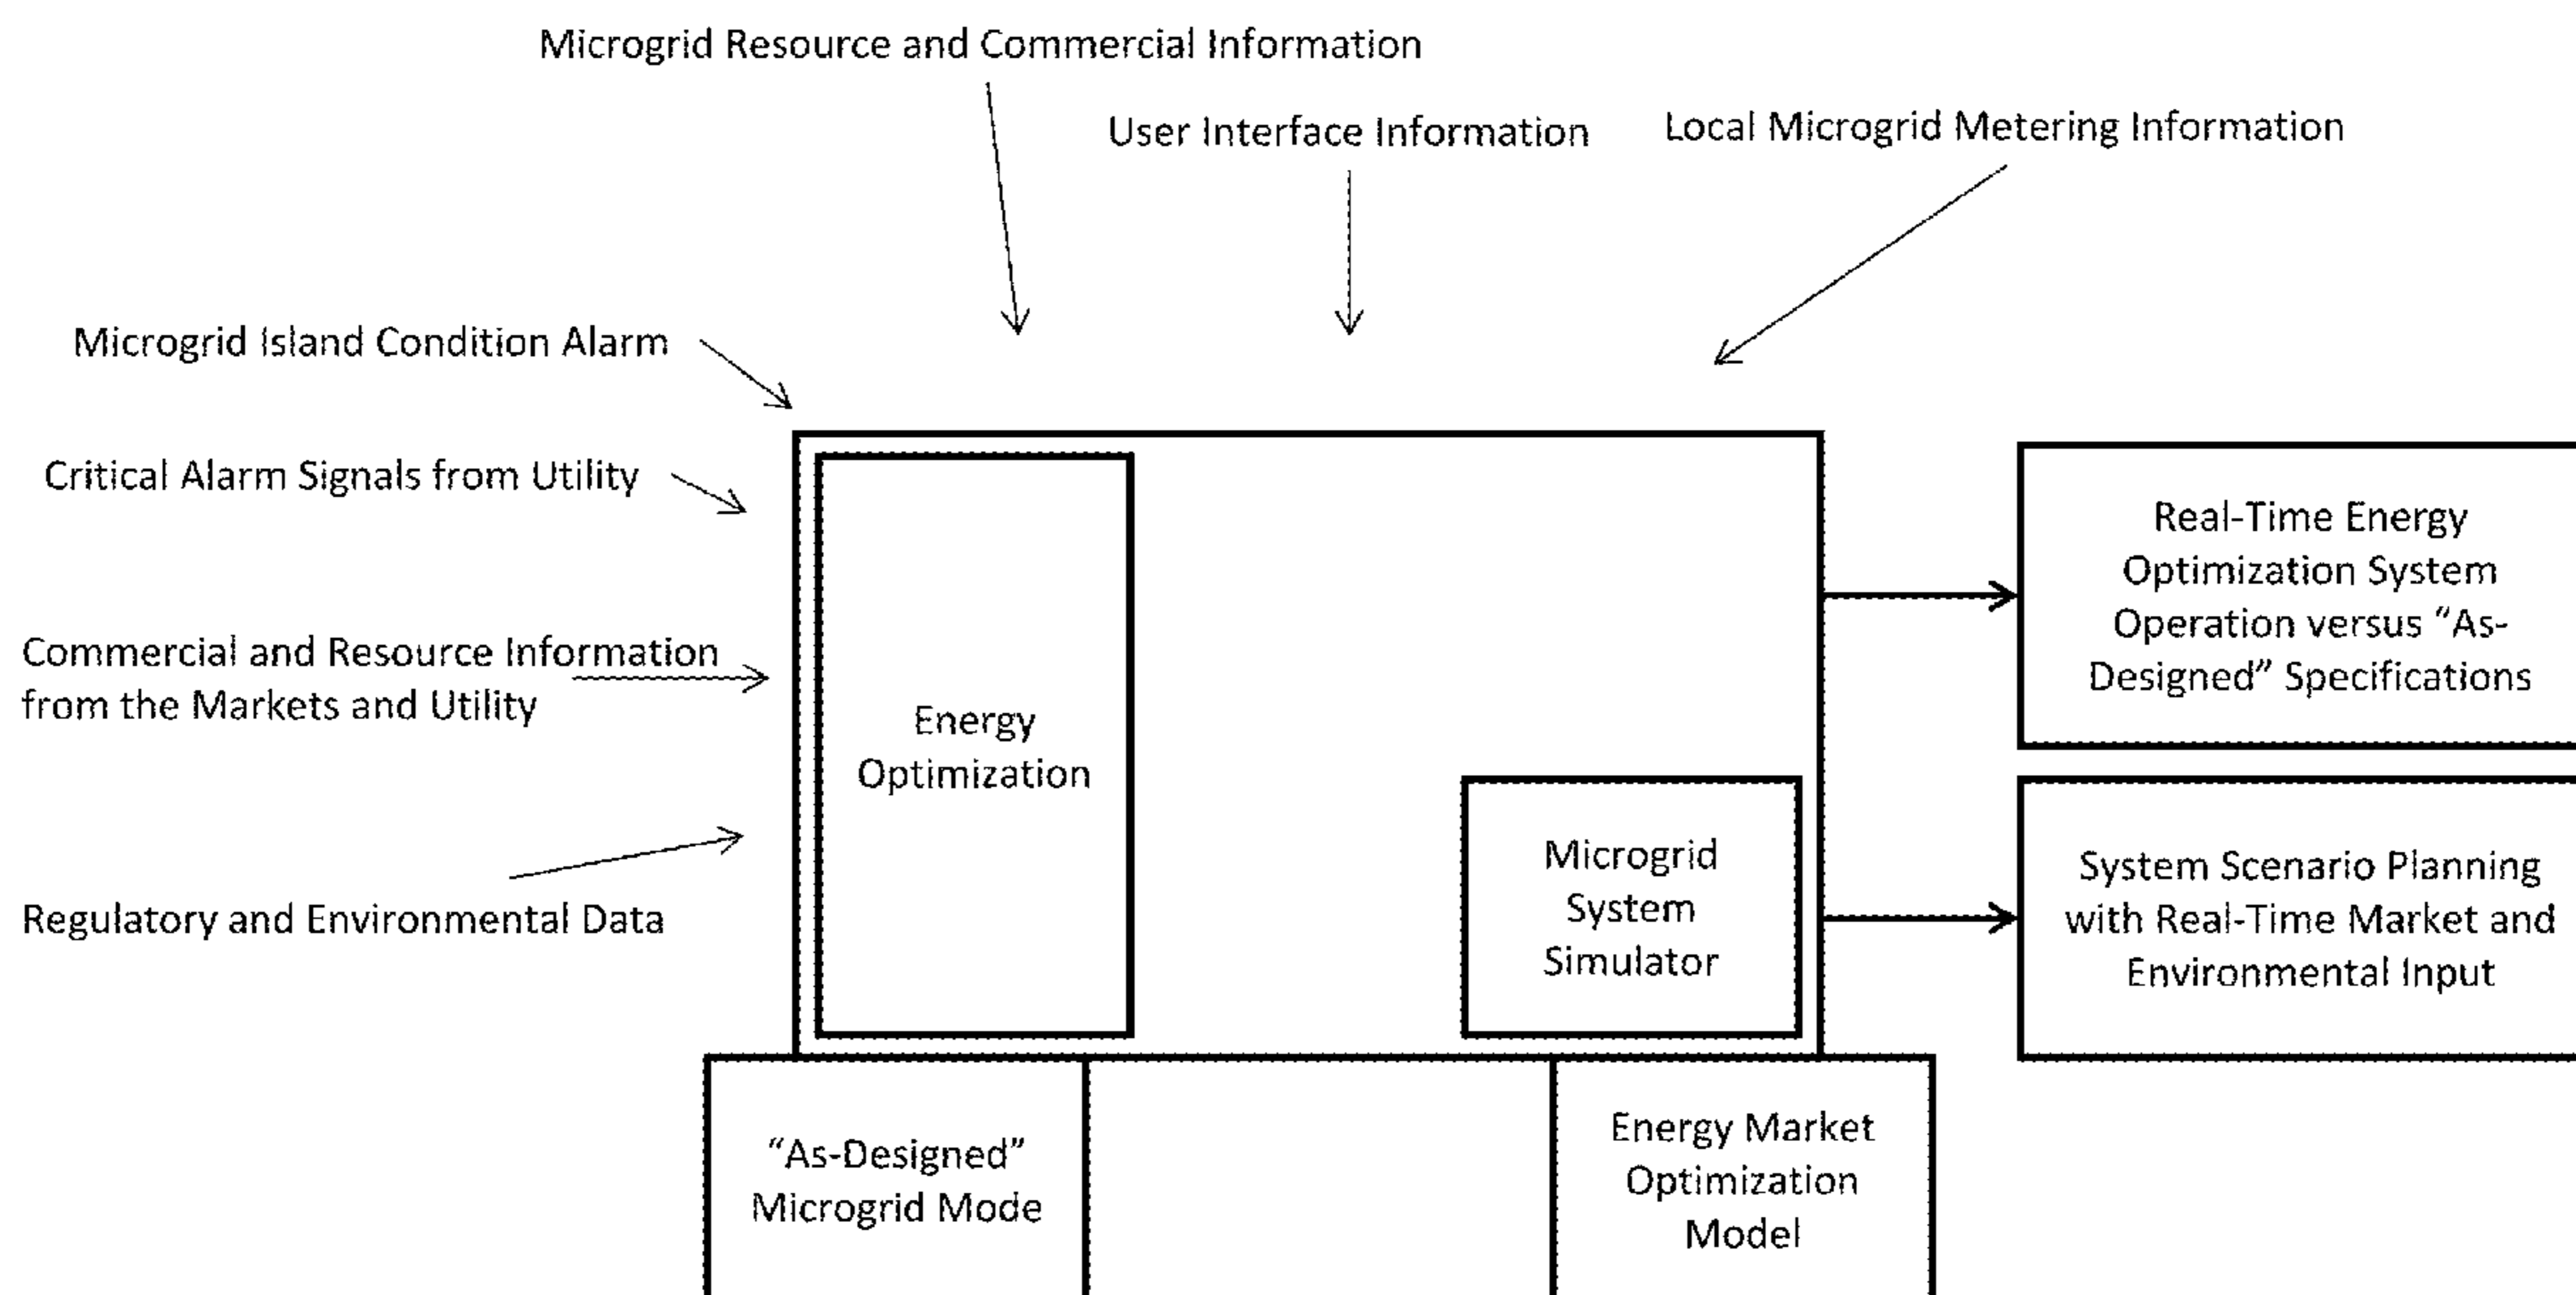 Microgrid Resource and Commercial Information
User Interface Information
Local Microgrid Metering Information
Microgrid Island Condition Alarm
Critical Alarm Signals from Utility
Commercial and Resource Information
from the Markets and Utility
Regulatory and Environmental Data
Energy
Optimization
Microgrid
System
Simulator
Real-Time Energy
Optimization System
Operation versus “As-
Designed” Specifications
System Scenario Planning
with Real-Time Market and
Environmental Input
“As-Designed”
Microgrid Mode
Energy Market
Optimization
Model